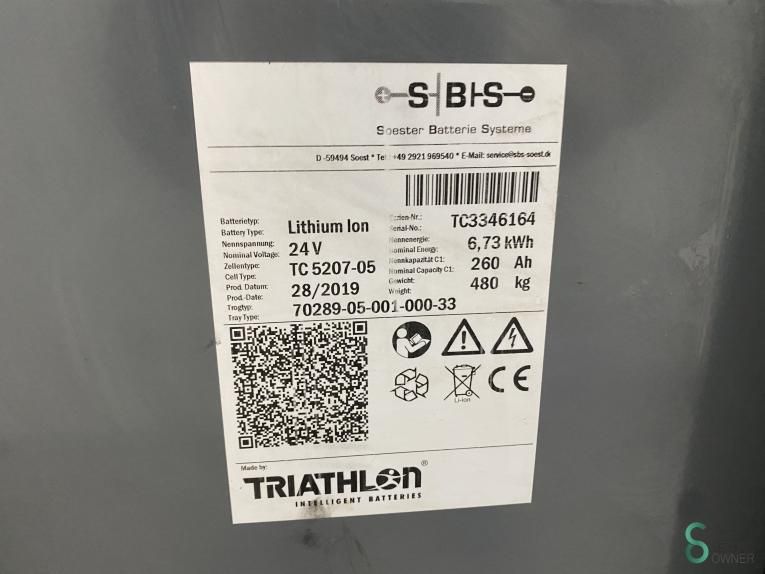 S B S
Soester Batterie Systeme
D -59494 Soest * Tel.: +49 2921 969540 * E-Mail: service@sbs-soest.de
Batterietyp:
Battery Type:
Lithium Ion
Serien-Nr.:
Serial-No.:
TC3346164
Nennspannung:
Nominal Voltage:
24 V
Nennenergie:
Nominal Energy:
6,73 kWh
Zellentype:
Cell Type:
TC 5207-05
Nennkapazität C1:
Nominal Capacity C1:
260 Ah
Prod. Datum:
Prod.-Date:
28/2019
Gewicht:
Weight:
480 kg
Trogtyp:
Tray Type:
70289-05-001-000-33
Li-Ion
CE
Made by:
TRIATHLON®
INTELLIGENT BATTERIES
OWNER